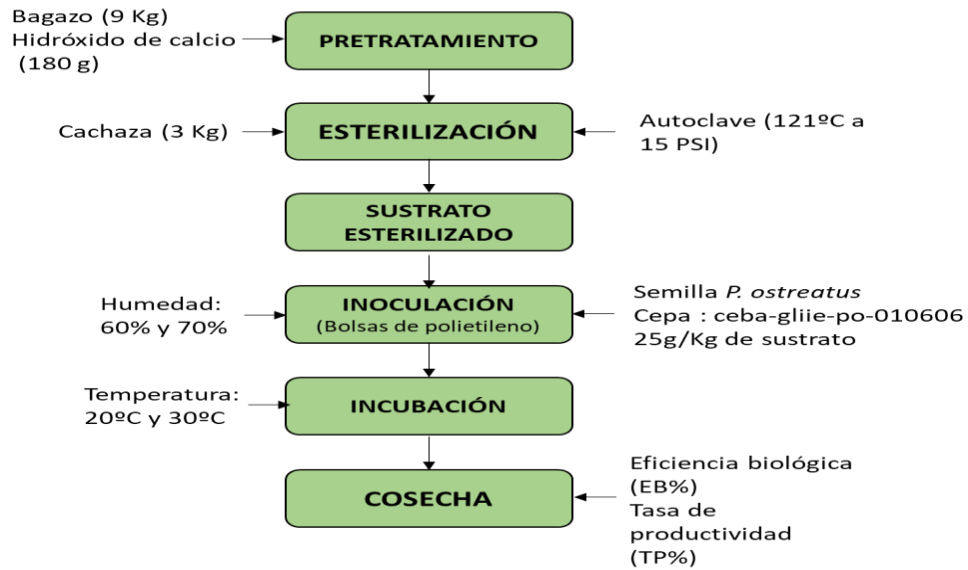 Bagazo (9 Kg)
Hidróxido de calcio
(180 g)
PRETRATAMIENTO
Cachaza (3 Kg)
ESTERILIZACIÓN
Autoclave (121ºC a
15 PSI)
SUSTRATO
ESTERILIZADO
Humedad:
60% y 70%
INOCULACIÓN
(Bolsas de polietileno)
Semilla P. ostreatus
Cepa : ceba-gliie-po-010606
25g/Kg de sustrato
Temperatura:
20ºC y 30ºC
INCUBACIÓN
COSECHA
Eficiencia biológica
(EB%)
Tasa de
productividad
(TP%)